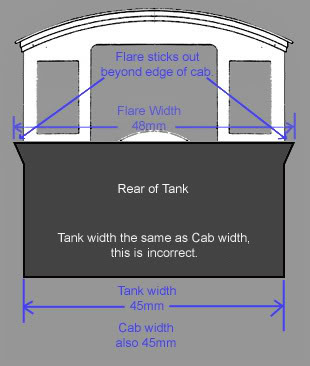 Flare sticks out
beyond edge of cab.
Flare Width
48mm
Rear of Tank
Tank width the same as Cab width,
this is incorrect.
Tank width
45mm
Cab width
also 45mm